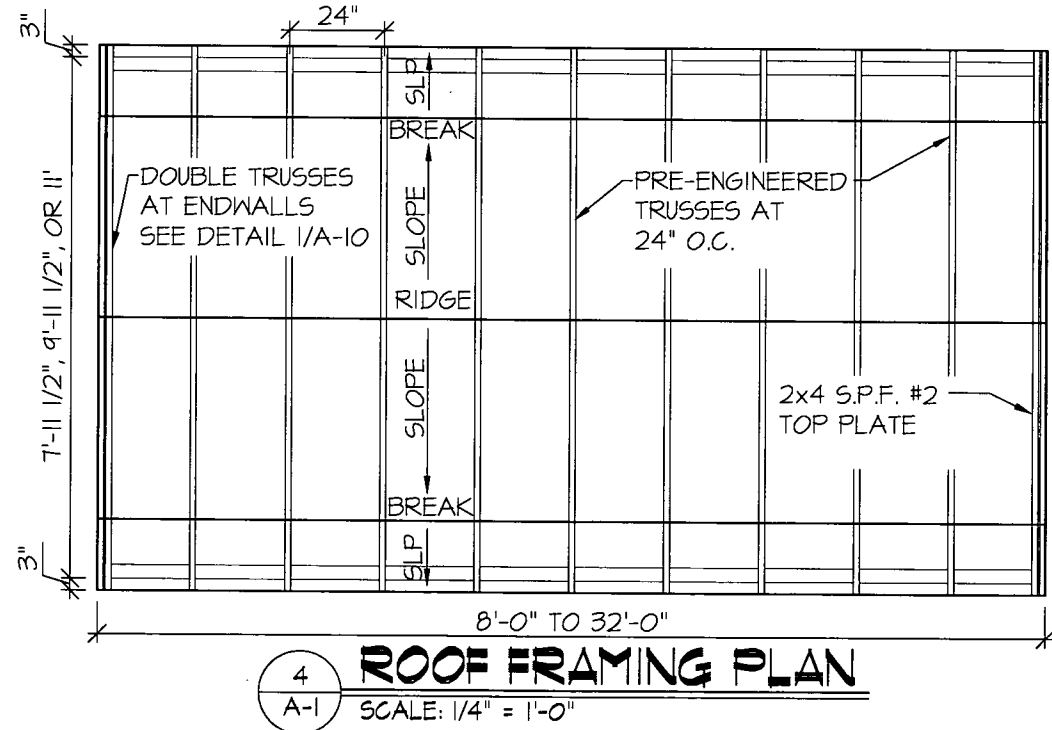 3"
24"
SLP
BREAK
DOUBLE TRUSSES
AT ENDWALLS
SEE DETAIL 1/A-10
SLOPE
PRE-ENGINEERED
TRUSSES AT
24" O.C.
7'-11 1/2", 9'-11 1/2", OR 11'
RIDGE
SLOPE
2x4 S.P.F. #2
TOP PLATE
BREAK
SLP
3"
8'-0" TO 32'-0"
4
A-1
ROOF FRAMING PLAN
SCALE: 1/4" = 1'-0"